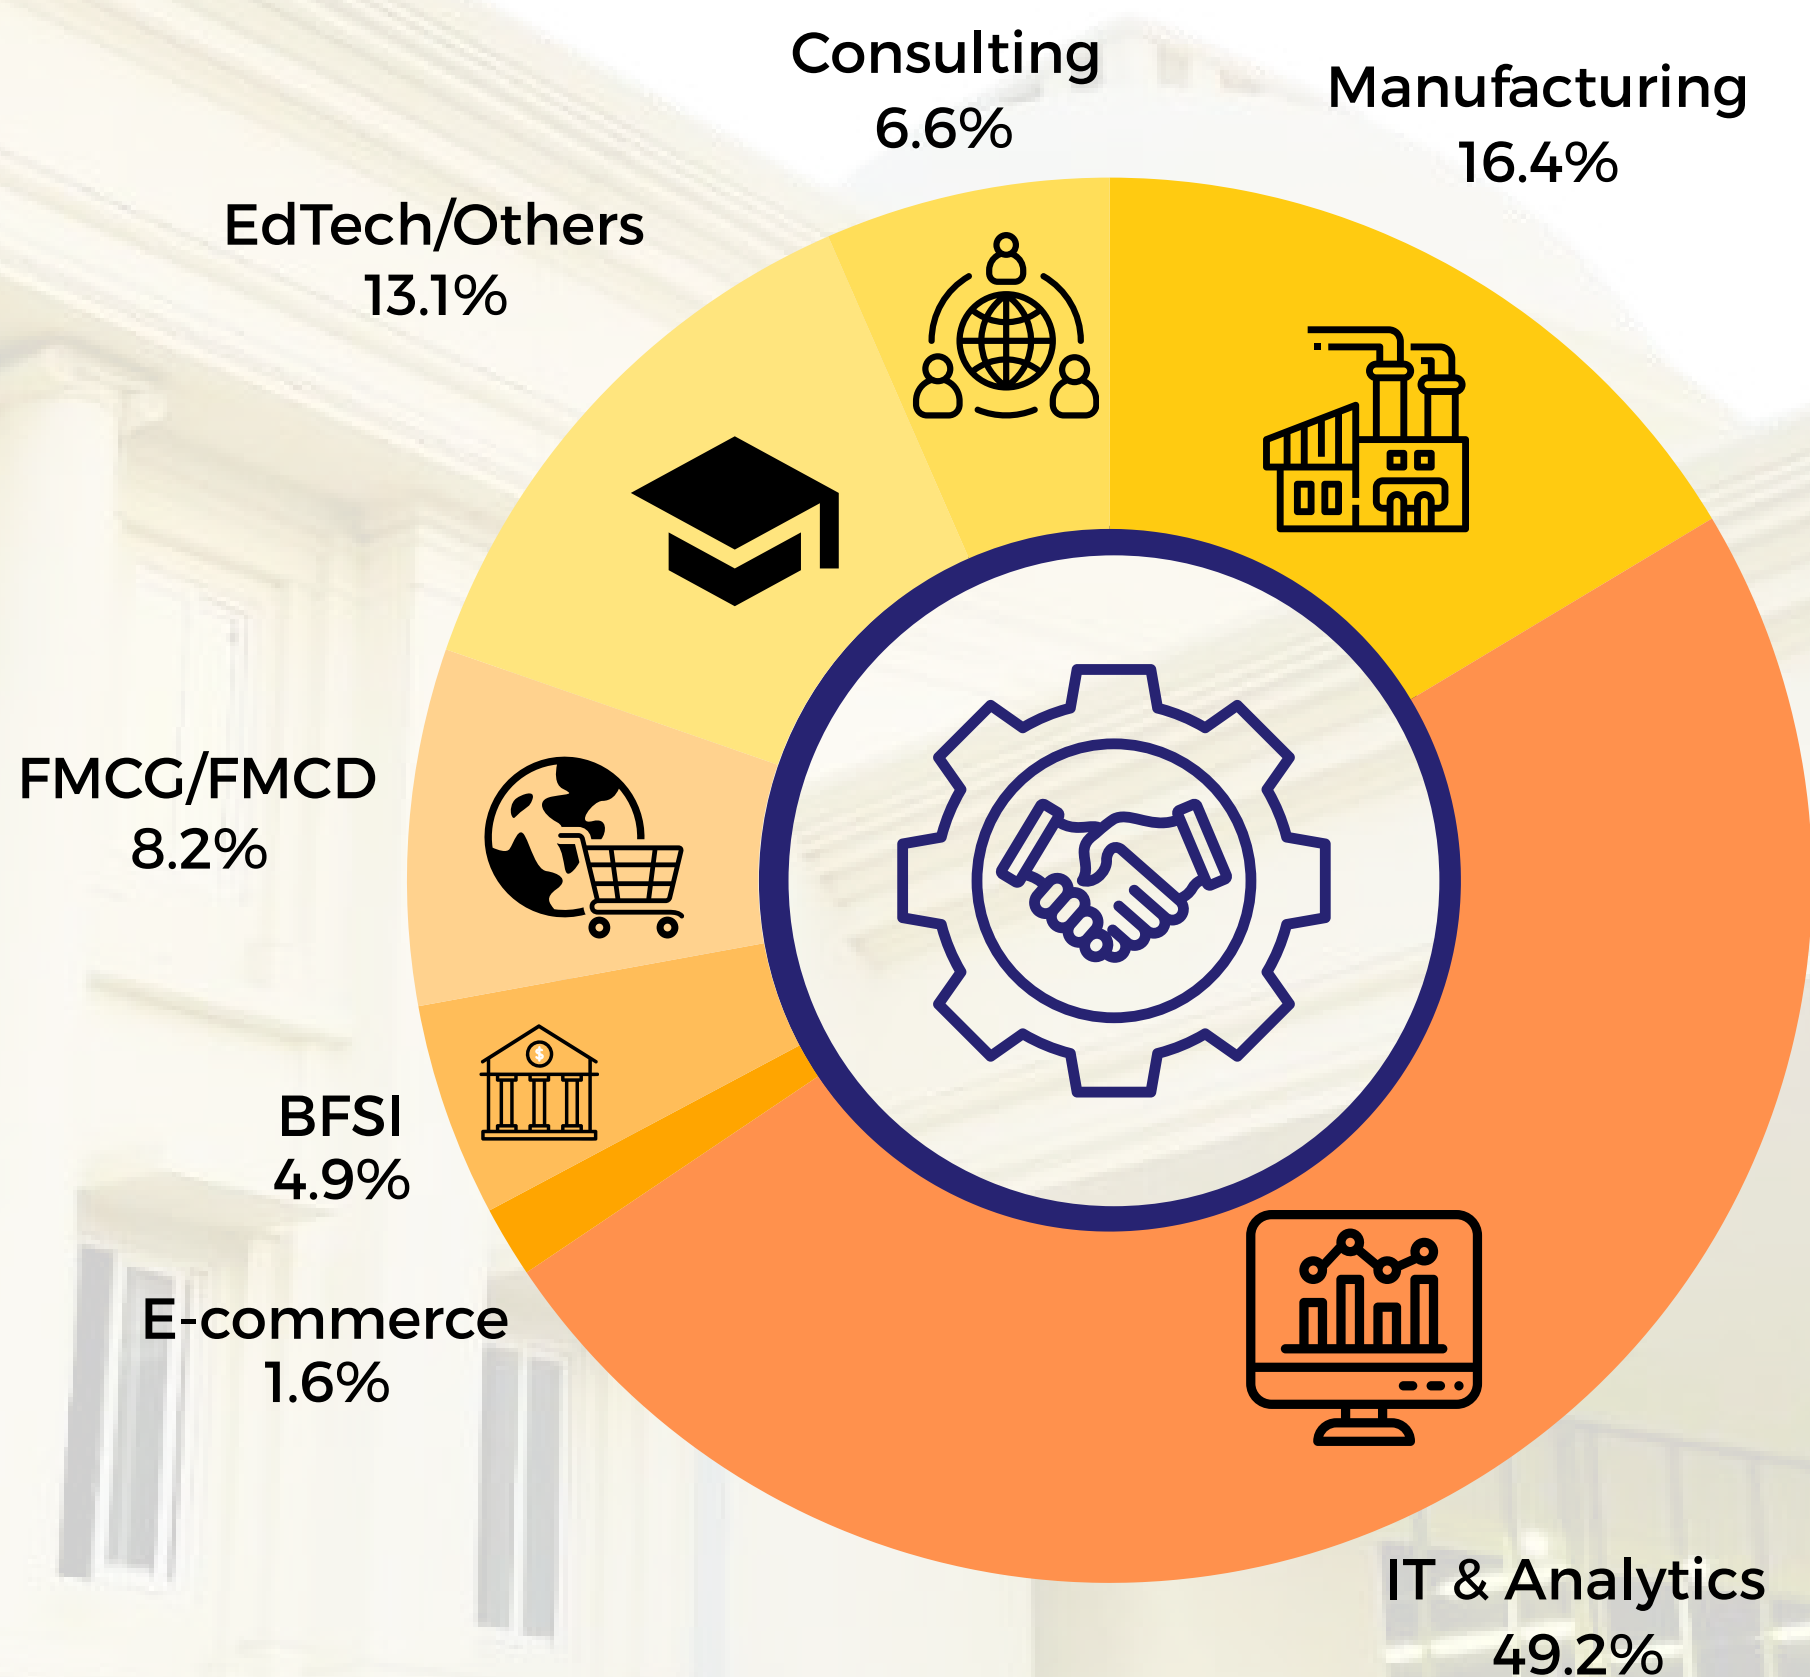 Consulting
6.6%
Manufacturing
16.4%
EdTech/Others
13.1%
FMCG/FMCD
8.2%
$
BFSI
4.9%
E-commerce
1.6%
IT & Analytics
49.2%